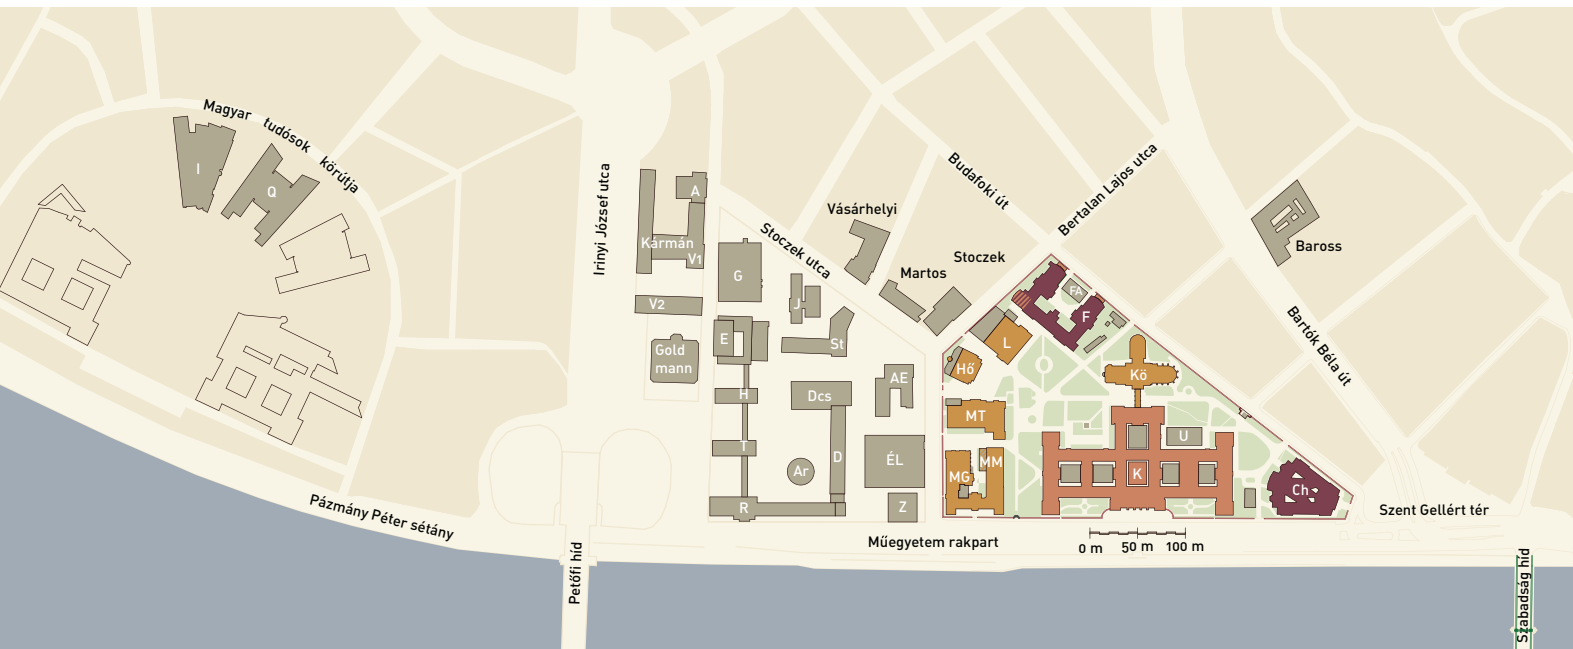 Magyar tudósok körútja
I
Q
Irinyi József utca
A
Kármán
V1
V2
Gold
mann
G
J
E
St
H
Dcs
AE
T
Ar
D
ÉL
R
Z
Stoczek utca
Vásárhelyi
Martos
Stoczek
Budafoki út
Bertalan Lajos utca
Baross
Bartók Béla út
FA
F
L
Hő
Kö
MT
U
MM
MG
K
Ch
Szent Gellért tér
Műegyetem rakpart
0 m 50 m 100 m
Pázmány Péter sétány
Petőfi híd
Szabadság híd